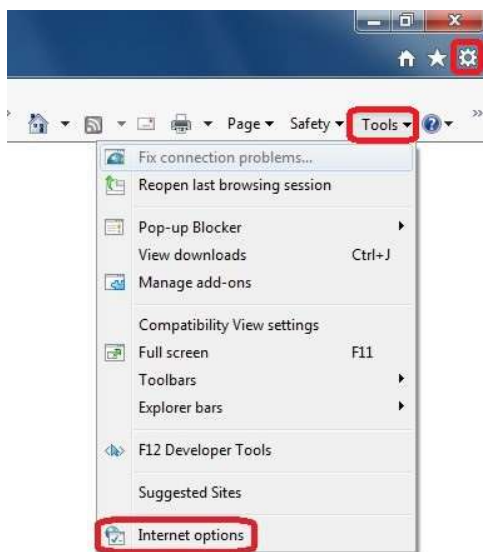 Page Safety Tools
Fix connection problems...
Reopen last browsing session
Pop-up Blocker
View downloads Ctrl+J
Manage add-ons
Compatibility View settings
Full screen F11
Toolbars
Explorer bars
F12 Developer Tools
Suggested Sites
Internet options